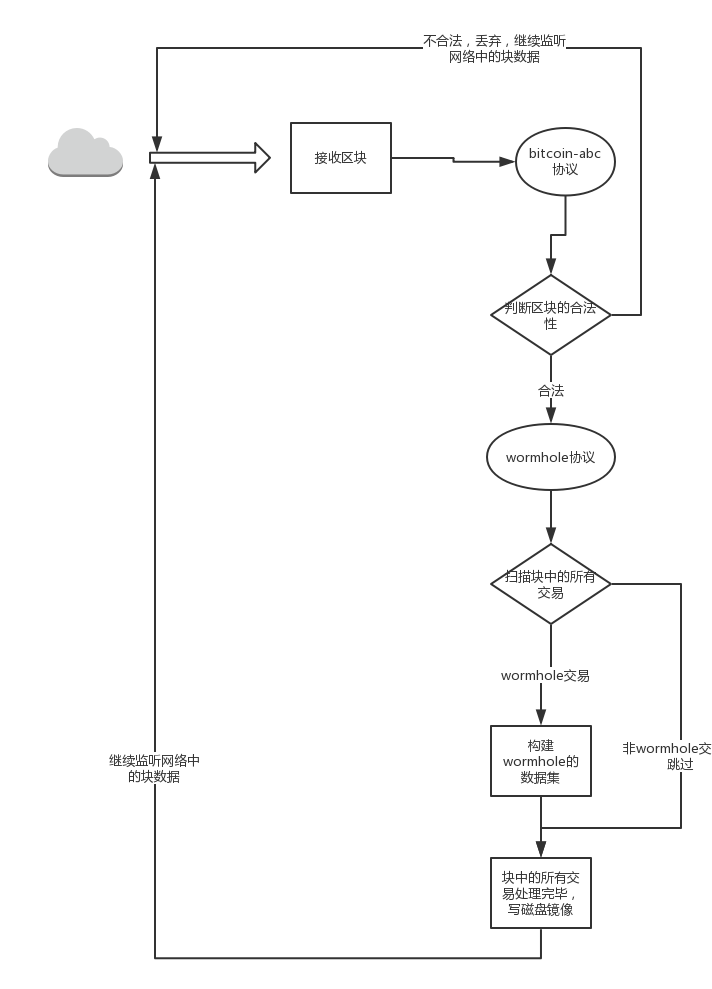 不合法，丢弃，继续监听
网络中的块数据
接收区块
bitcoin-abc
协议
判断区块的合法
性
合法
wormhole协议
扫描块中的所有
交易
wormhole交易
构建
wormhole的
数据集
非wormhole交
跳过
继续监听网络中
的块数据
块中的所有交
易处理完毕，
写磁盘镜像